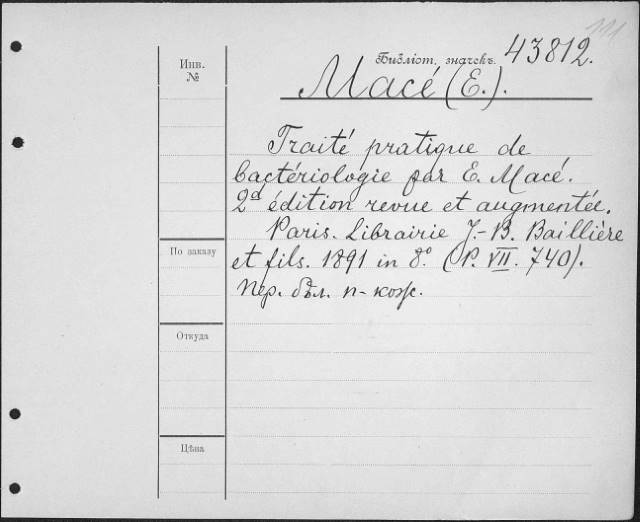 111
Инв.
№
Библіот. значекъ. 43812.
Macé (E.).
Traité pratique de
bactériologie par E. Macé.
2d édition revue et augmentée.
Paris. Librairie J.-B. Baillière
et fils. 1891 in 8°. (P. VII. 740).
Пер. бѣл. п-кож.
По заказу
Откуда
Цѣна